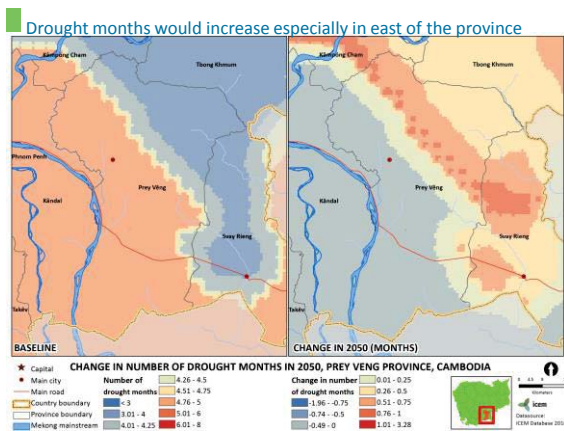 Drought months would increase especially in east of the province
Kâmpong Cham
Tbong Khmum
Phnom Penh
Kândal
Prey Vêng
Svay Rieng
Takêv
BASELINE
Kâmpong Cham
Tbong Khmum
Prey Vêng
Kândal
Svay Rieng
Takêv
CHANGE IN 2050 (MONTHS)
CHANGE IN NUMBER OF DROUGHT MONTHS IN 2050, PREY VENG PROVINCE, CAMBODIA
Capital
Main city
Main road
Country boundary
Province boundary
Mekong mainstream
Number of
drought months
< 3
3.01 - 4
4.01 - 4.25
4.26 - 4.5
4.51 - 4.75
4.76 - 5
5.01 - 6
6.01 - 8
Change in number
of drought months
-1.96 - -0.75
-0.74 - -0.5
-0.49 - 0
0.01 - 0.25
0.26 - 0.5
0.51 - 0.75
0.76 - 1
1.01 - 3.28
Kilometers
icem
Datasource:
ICEM Database